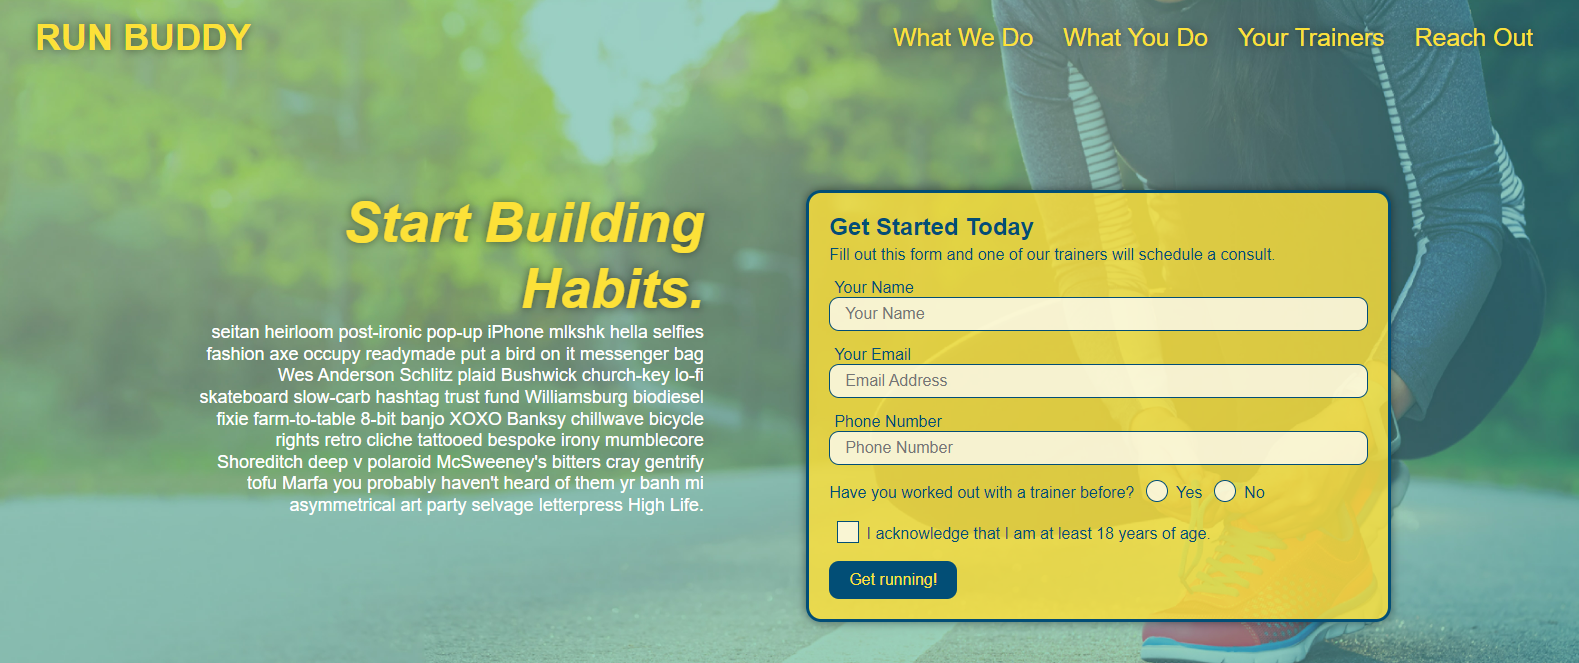 RUN BUDDY
What We Do
What You Do
Your Trainers
Reach Out
Start Building
Habits.
seitan heirloom post-ironic pop-up iPhone mlkshk hella selfies
fashion axe occupy readymade put a bird on it messenger bag
Wes Anderson Schlitz plaid Bushwick church-key lo-fi
skateboard slow-carb hashtag trust fund Williamsburg biodiesel
fixie farm-to-table 8-bit banjo XOXO Banksy chillwave bicycle
rights retro cliche tattooed bespoke irony mumblecore
Shoreditch deep v polaroid McSweeney's bitters cray gentrify
tofu Marfa you probably haven't heard of them yr banh mi
asymmetrical art party selvage letterpress High Life.
Get Started Today
Fill out this form and one of our trainers will schedule a consult.
Your Name
Your Name
Your Email
Email Address
Phone Number
Phone Number
Have you worked out with a trainer before? Yes No
I acknowledge that I am at least 18 years of age.
Get running!